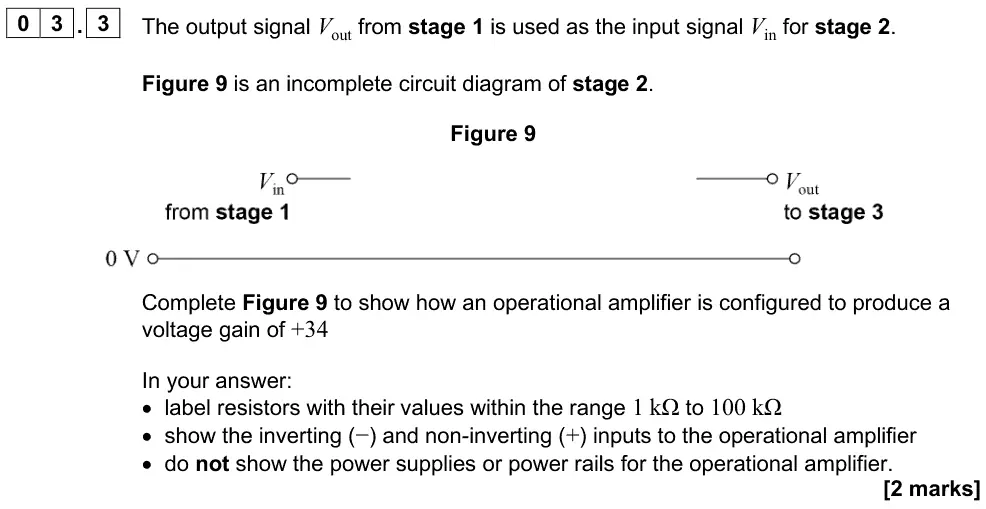 0 3 . 3 The output signal Vout from stage 1 is used as the input signal Vin for stage 2.
Figure 9 is an incomplete circuit diagram of stage 2.
Figure 9
Vin Vout
from stage 1 to stage 3
0 V
Complete Figure 9 to show how an operational amplifier is configured to produce a
voltage gain of +34
In your answer:
• label resistors with their values within the range 1 kΩ to 100 kΩ
• show the inverting (−) and non-inverting (+) inputs to the operational amplifier
• do not show the power supplies or power rails for the operational amplifier.
[2 marks]